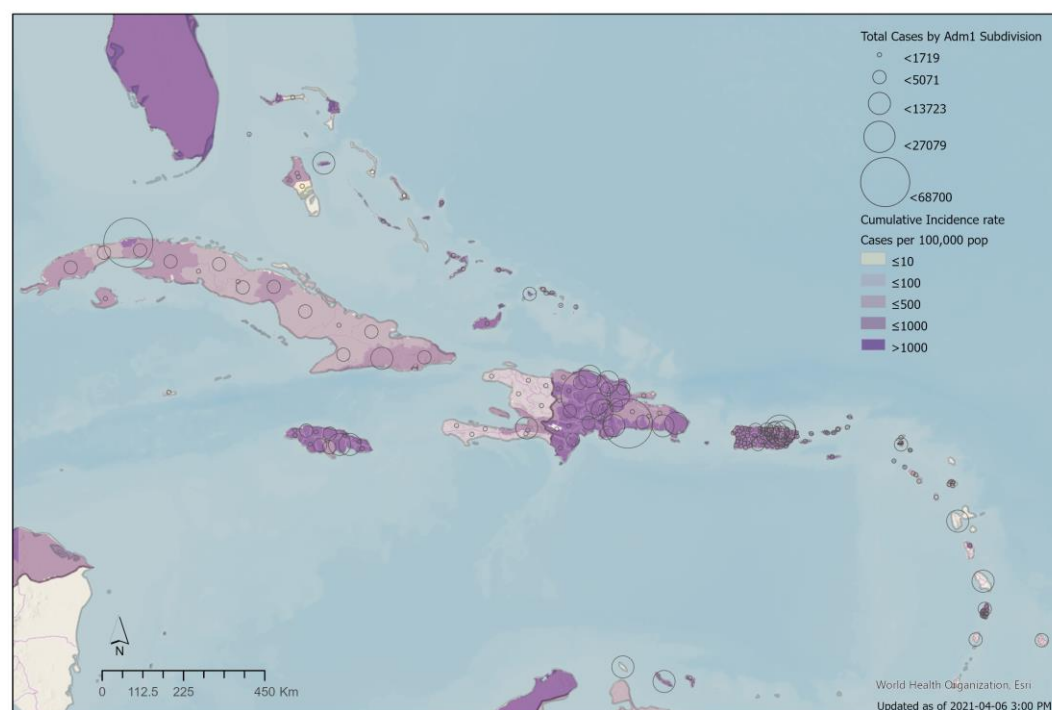 Total Cases by Adm1 Subdivision
<1719
<5071
<13723
<27079
<68700
Cumulative Incidence rate
Cases per 100,000 pop
≤10
≤100
≤500
≤1000
>1000
N
0 112.5 225 450 Km
World Health Organization, Esri
Updated as of 2021-04-06 3:00 PM